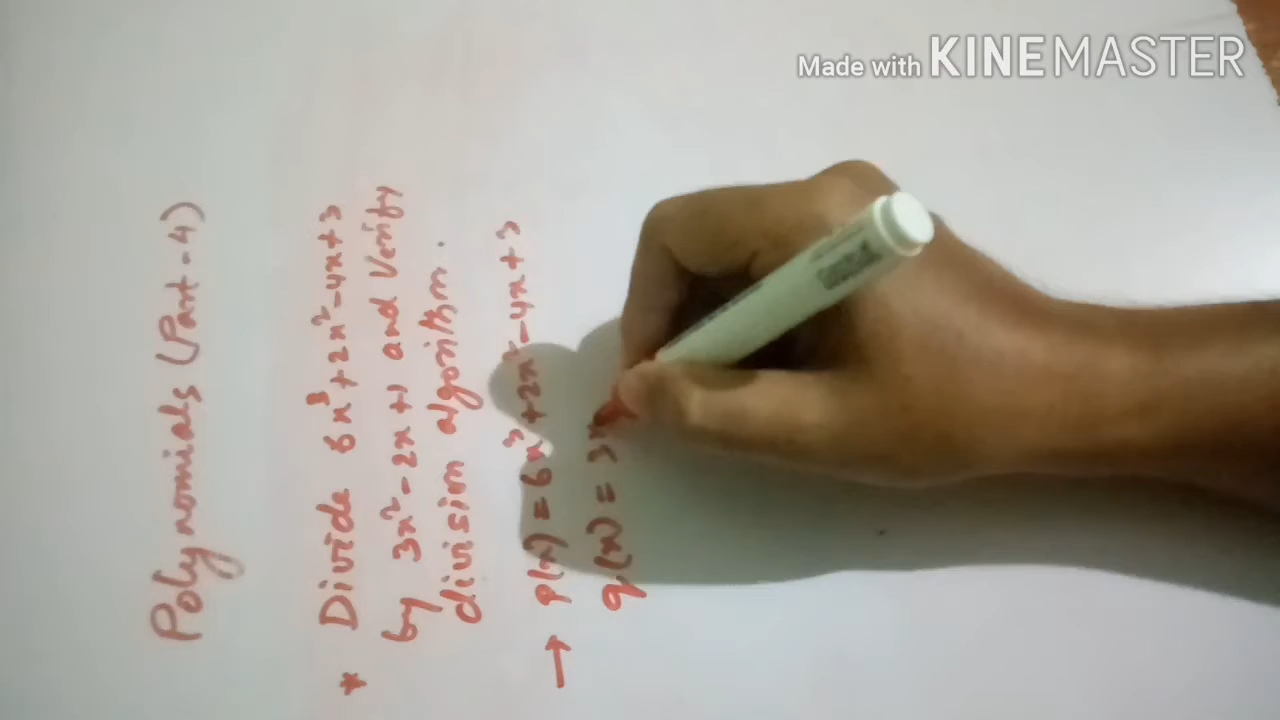 Made with KINEMASTER
Polynomials (Part-4)
* Divide 6x³+2x²-4x+3
by 3x²-2x+1 and verify
division algorithm.
→ p(x) = 6x³+2x²-4x+3
q(x) = 3x